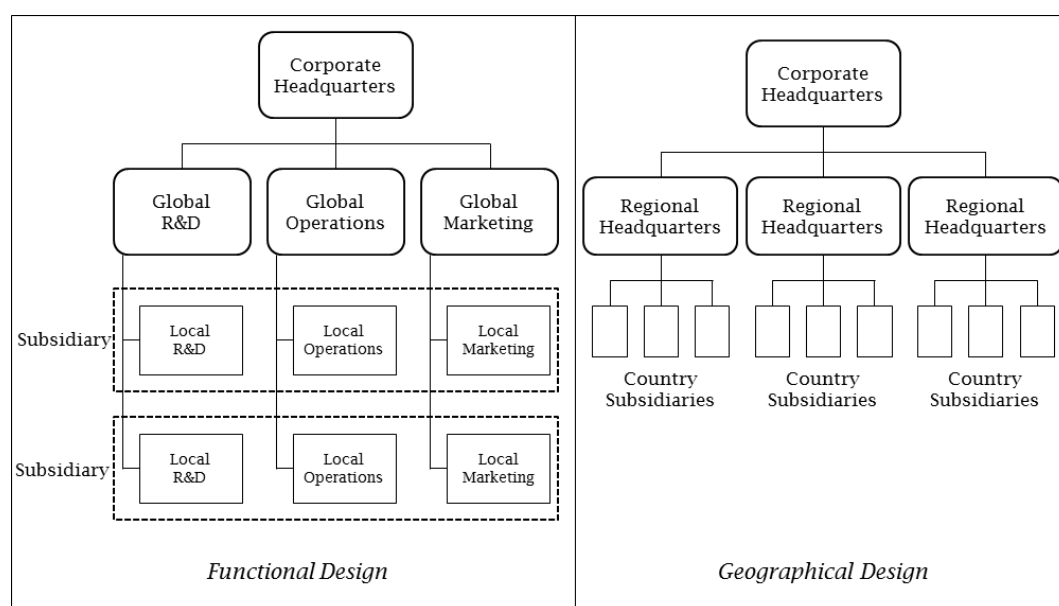 Corporate
Headquarters
Global
R&D
Global
Operations
Global
Marketing
Subsidiary
Local
R&D
Local
Operations
Local
Marketing
Subsidiary
Local
R&D
Local
Operations
Local
Marketing
Functional Design
Corporate
Headquarters
Regional
Headquarters
Regional
Headquarters
Regional
Headquarters
Country
Subsidiaries
Country
Subsidiaries
Country
Subsidiaries
Geographical Design